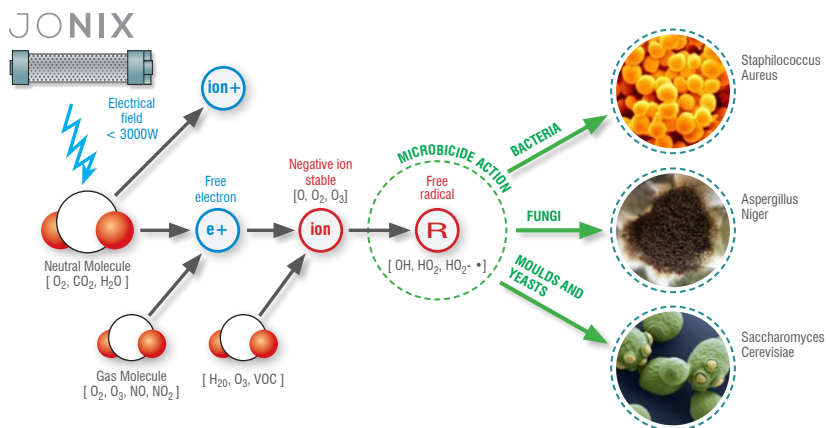 JONIX
Electrical
field
< 3000W
ion+
Neutral Molecule
[ O₂, CO₂, H₂O ]
Free
electron
e+
Gas Molecule
[ O₂, O₃, NO, NO₂ ]
Negative ion
stable
[O, O₂, O₃]
ion
[ H₂₀, O₃, VOC ]
MICROBICIDE ACTION
Free
radical
R
[ OH, HO₂, HO₂- • ]
BACTERIA
FUNGI
MOULDS AND
YEASTS
Staphilococcus
Aureus
Aspergillus
Niger
Saccharomyces
Cerevisiae